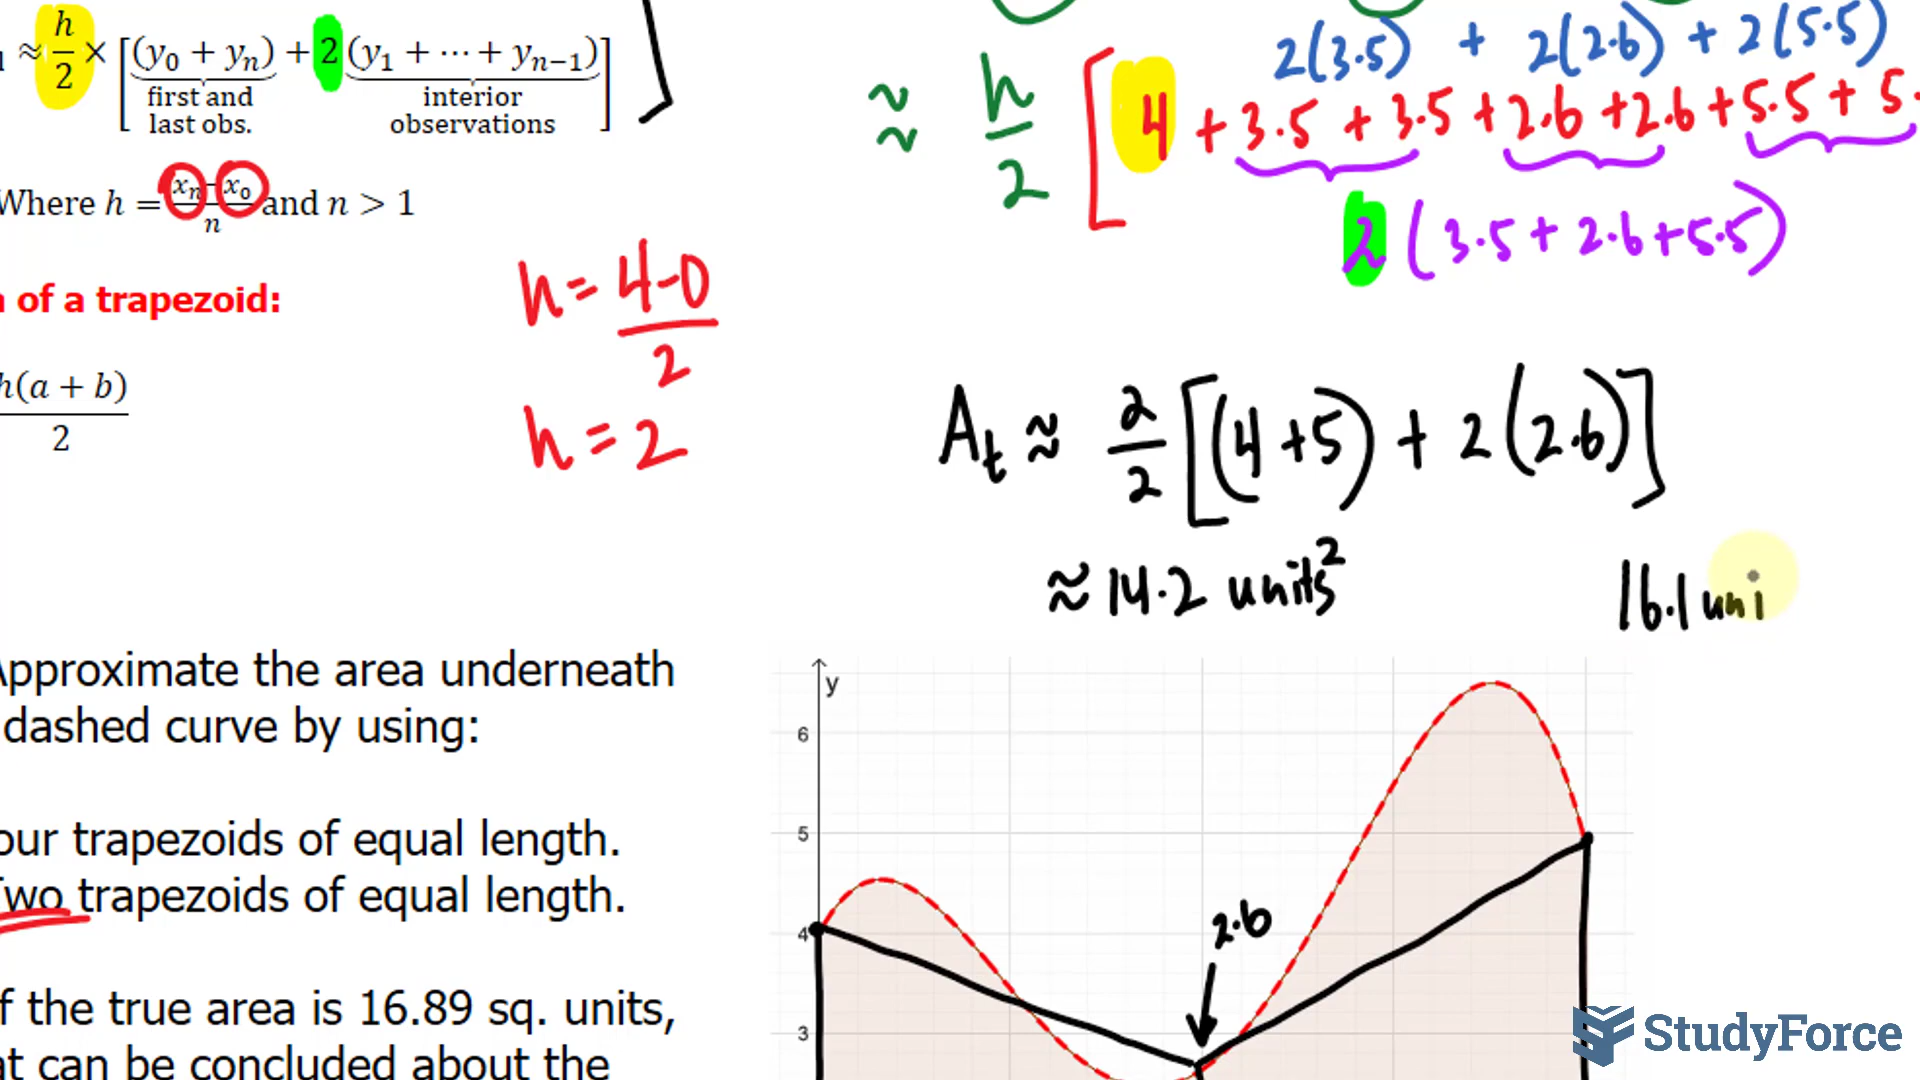 ≈ h/2 × [(y₀ + yₙ) + 2(y₁ + ⋯ + yₙ₋₁)]
first and last obs.
interior observations
Where h = (xₙ − x₀)/n and n > 1
of a trapezoid:
h(a + b)/2
h = (4-0)/2
h = 2
2(3.5) + 2(2.6) + 2(5.5)
≈ h/2 [4 + 3.5 + 3.5 + 2.6 + 2.6 + 5.5 + 5.
2(3.5 + 2.6 + 5.5)
At ≈ 2/2 [(4+5) + 2(2.6)]
≈ 14.2 units²
16.1 uni
Approximate the area underneath
dashed curve by using:
our trapezoids of equal length.
Two trapezoids of equal length.
f the true area is 16.89 sq. units,
at can be concluded about the
y
6
5
4
3
2.6
StudyForce